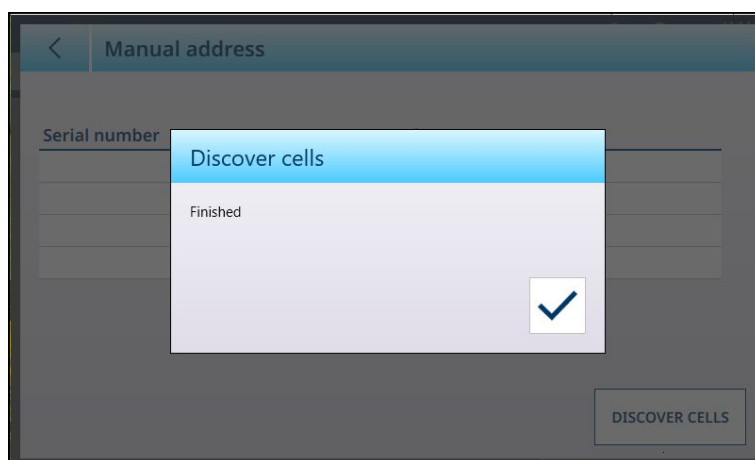 Manual address
Serial number
Discover cells
Finished
DISCOVER CELLS